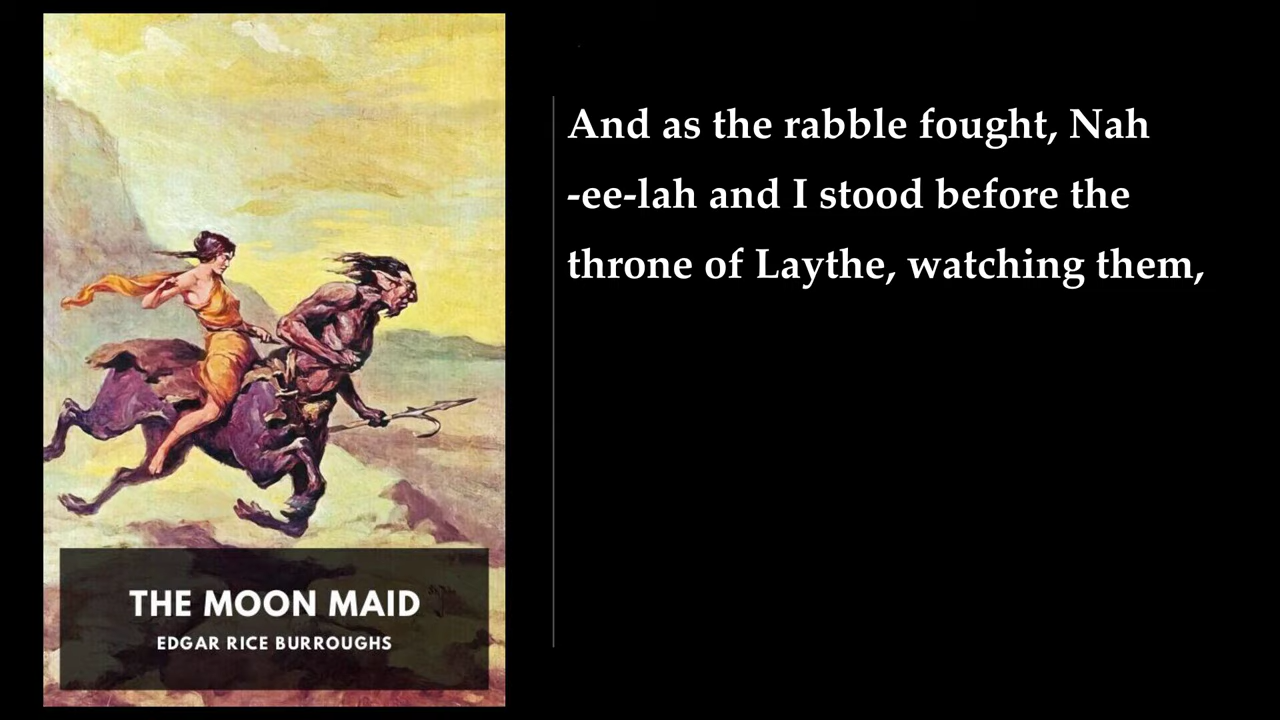 And as the rabble fought, Nah
-ee-lah and I stood before the
throne of Laythe, watching them,
THE MOON MAID
EDGAR RICE BURROUGHS